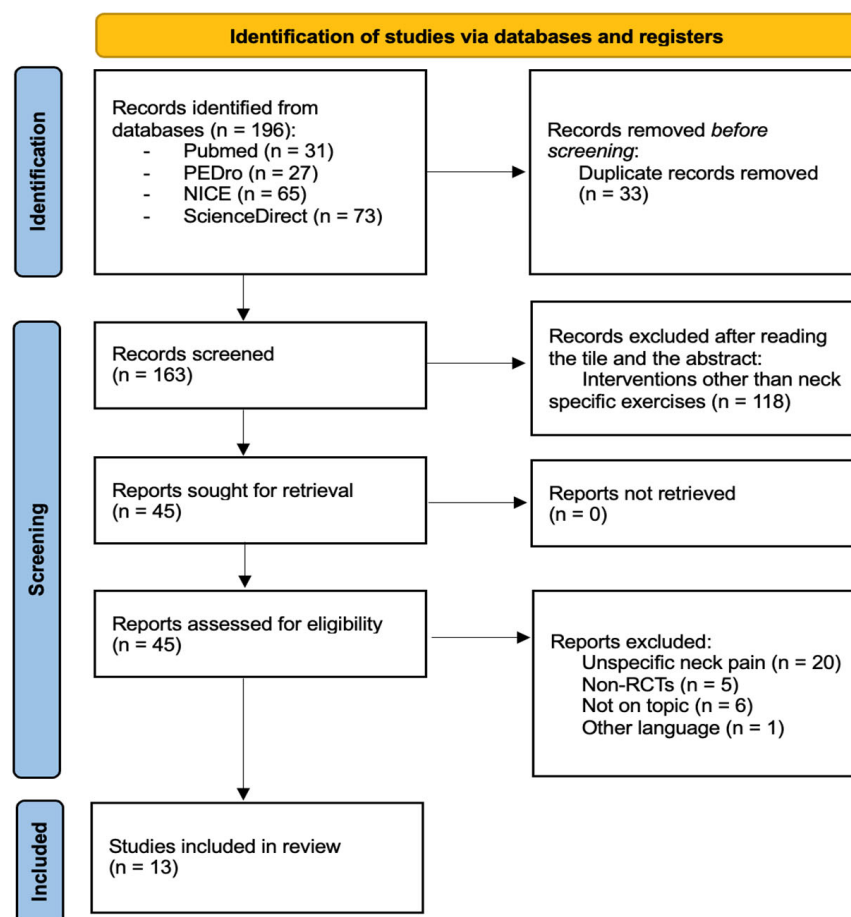 Identification of studies via databases and registers
Identification
Records identified from
databases (n = 196):
- Pubmed (n = 31)
- PEDro (n = 27)
- NICE (n = 65)
- ScienceDirect (n = 73)
Records removed before
screening:
Duplicate records removed
(n = 33)
Screening
Records screened
(n = 163)
Records excluded after reading
the tile and the abstract:
Interventions other than neck
specific exercises (n = 118)
Reports sought for retrieval
(n = 45)
Reports not retrieved
(n = 0)
Reports assessed for eligibility
(n = 45)
Reports excluded:
Unspecific neck pain (n = 20)
Non-RCTs (n = 5)
Not on topic (n = 6)
Other language (n = 1)
Included
Studies included in review
(n = 13)